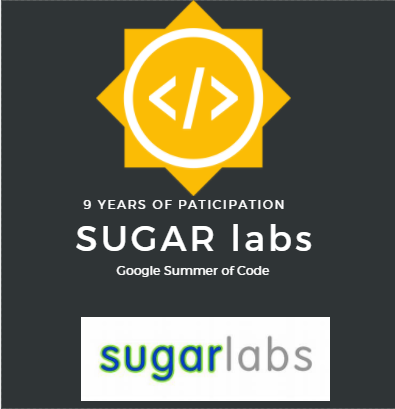 </>
9 YEARS OF PATICIPATION
SUGAR labs
Google Summer of Code
sugarlabs